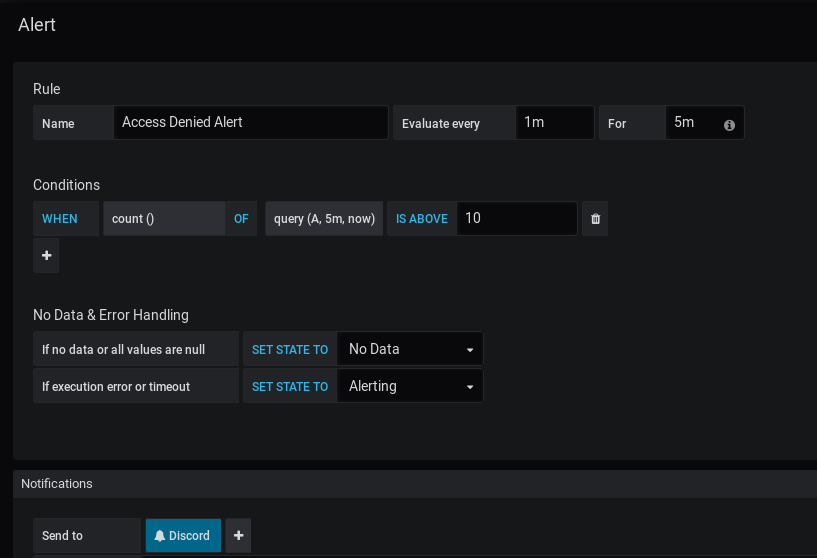 Alert
Rule
Name Access Denied Alert Evaluate every 1m For 5m
Conditions
WHEN count () OF query (A, 5m, now) IS ABOVE 10
No Data & Error Handling
If no data or all values are null SET STATE TO No Data
If execution error or timeout SET STATE TO Alerting
Notifications
Send to Discord